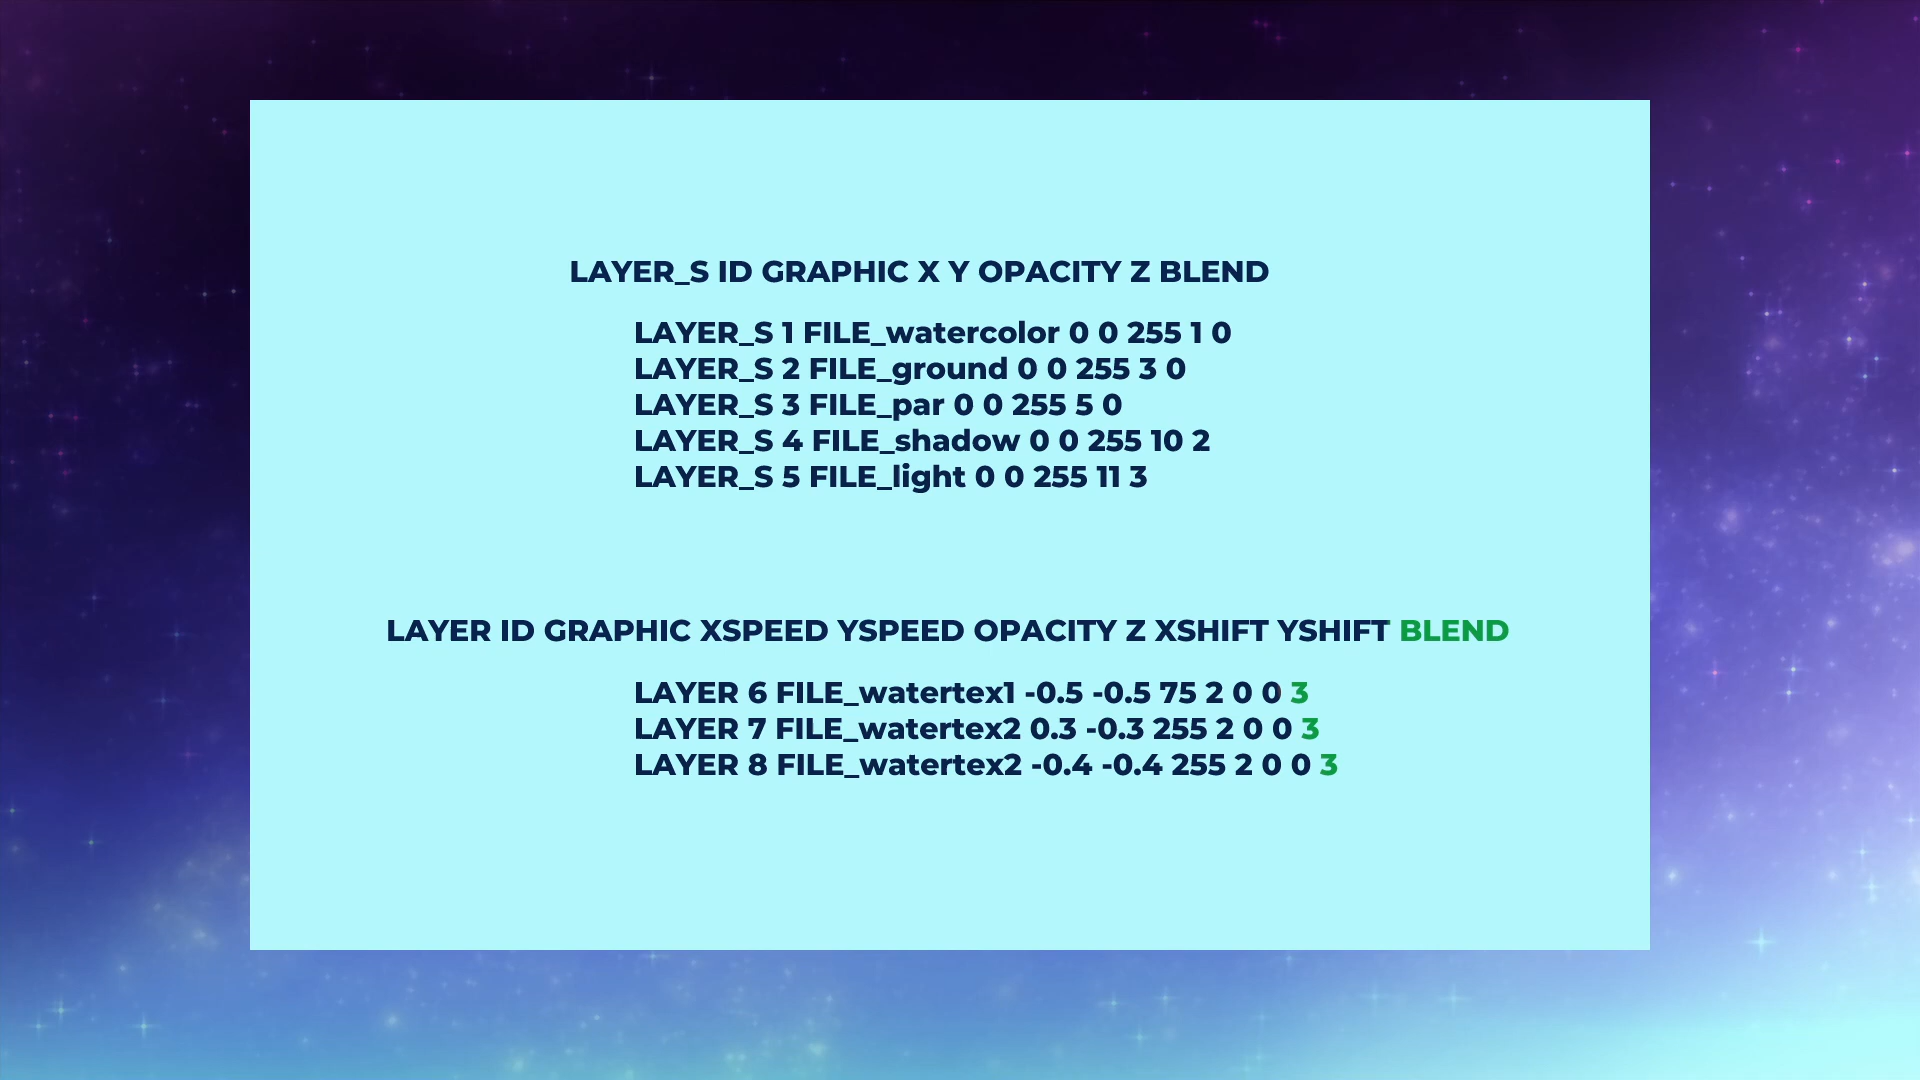 LAYER_S ID GRAPHIC X Y OPACITY Z BLEND
LAYER_S 1 FILE_watercolor 0 0 255 1 0
LAYER_S 2 FILE_ground 0 0 255 3 0
LAYER_S 3 FILE_par 0 0 255 5 0
LAYER_S 4 FILE_shadow 0 0 255 10 2
LAYER_S 5 FILE_light 0 0 255 11 3
LAYER ID GRAPHIC XSPEED YSPEED OPACITY Z XSHIFT YSHIFT BLEND
LAYER 6 FILE_watertex1 -0.5 -0.5 75 2 0 0 3
LAYER 7 FILE_watertex2 0.3 -0.3 255 2 0 0 3
LAYER 8 FILE_watertex2 -0.4 -0.4 255 2 0 0 3